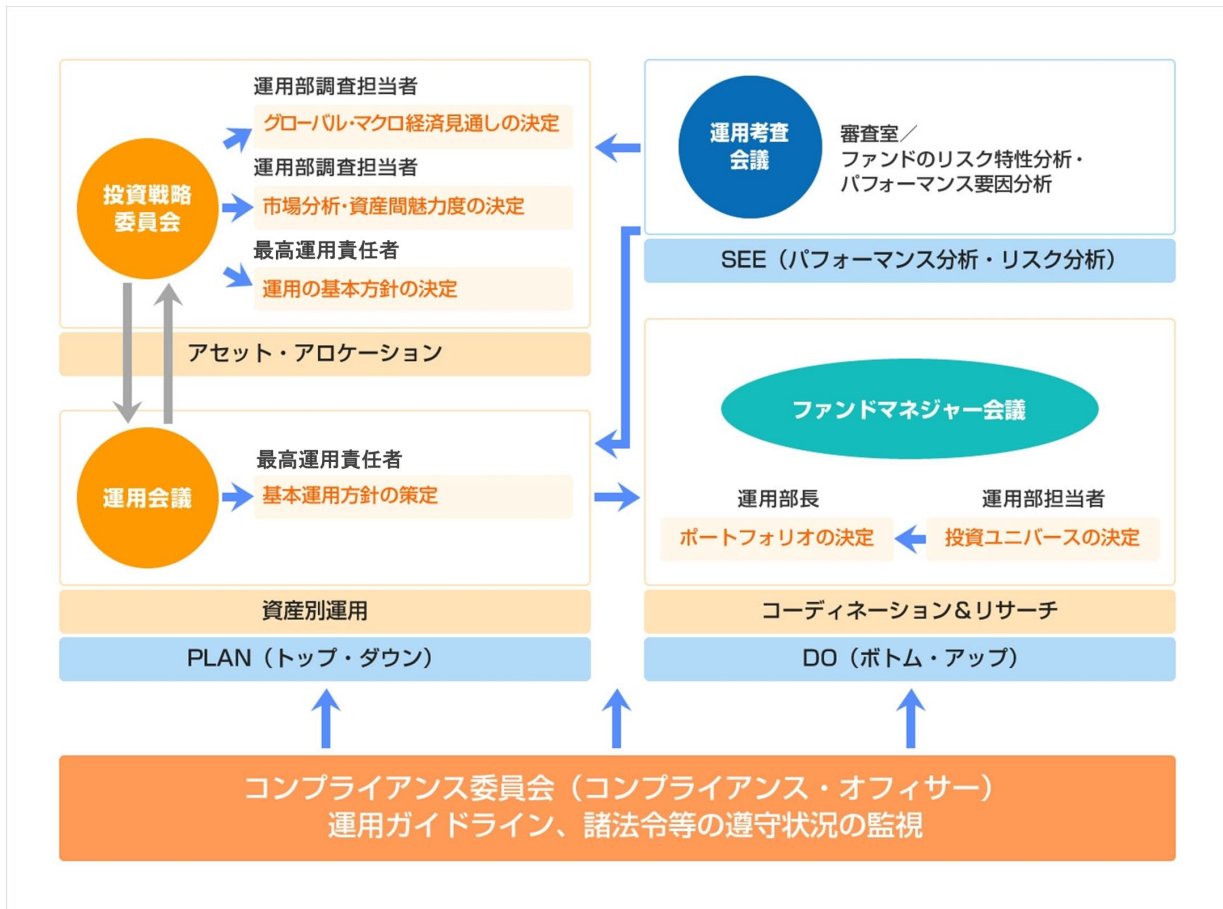 運用部調査担当者
グローバル・マクロ経済見通しの決定
投資戦略
委員会
運用部調査担当者
市場分析・資産間魅力度の決定
最高運用責任者
運用の基本方針の決定
アセット・アロケーション
運用考査
会議
審査室／
ファンドのリスク特性分析・
パフォーマンス要因分析
SEE（パフォーマンス分析・リスク分析）
運用会議
最高運用責任者
基本運用方針の策定
資産別運用
PLAN（トップ・ダウン）
ファンドマネジャー会議
運用部長
ポートフォリオの決定
運用部担当者
投資ユニバースの決定
コーディネーション＆リサーチ
DO（ボトム・アップ）
コンプライアンス委員会（コンプライアンス・オフィサー）
運用ガイドライン、諸法令等の遵守状況の監視